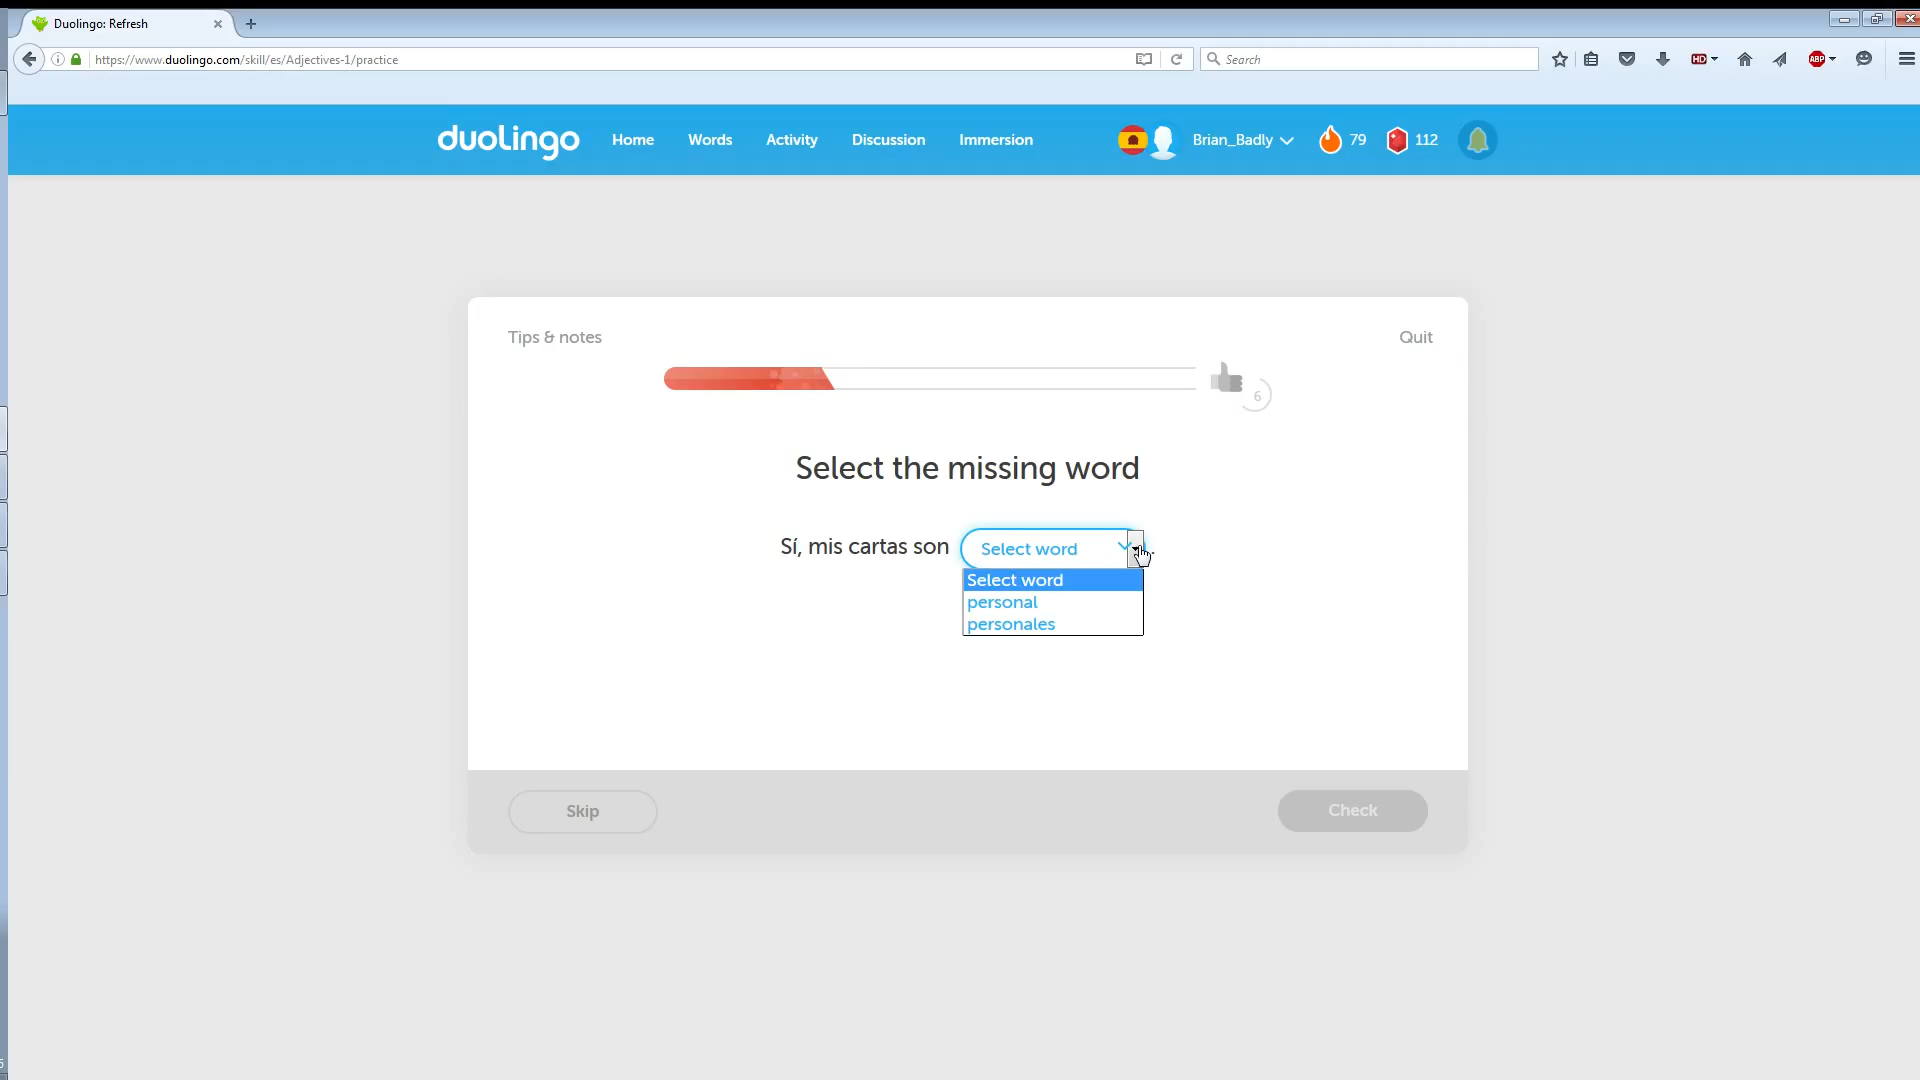 Duolingo: Refresh
https://www.duolingo.com/skill/es/Adjectives-1/practice
Search
HD
ABP
duolingo
Home
Words
Activity
Discussion
Immersion
Brian_Badly
79
112
Tips & notes
Quit
6
Select the missing word
Sí, mis cartas son Select word .
Select word
personal
personales
Skip
Check